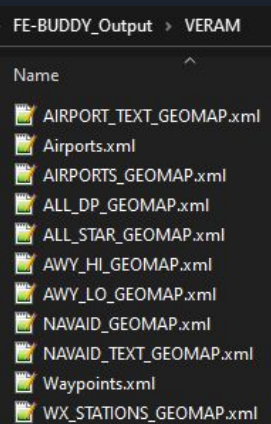 FE-BUDDY_Output > VERAM
Name
AIRPORT_TEXT_GEOMAP.xml
Airports.xml
AIRPORTS_GEOMAP.xml
ALL_DP_GEOMAP.xml
ALL_STAR_GEOMAP.xml
AWY_HI_GEOMAP.xml
AWY_LO_GEOMAP.xml
NAVAID_GEOMAP.xml
NAVAID_TEXT_GEOMAP.xml
Waypoints.xml
WX_STATIONS_GEOMAP.xml